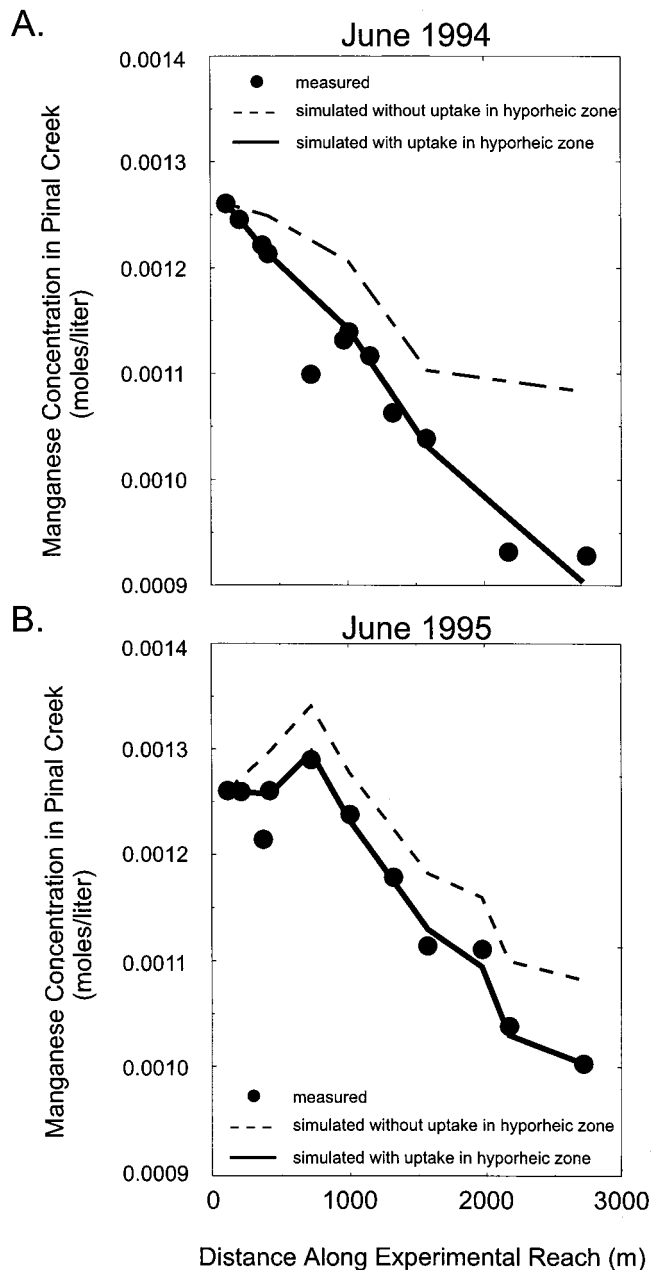 A.
June 1994
0.0014
0.0013
0.0012
0.0011
0.0010
0.0009
Manganese Concentration in Pinal Creek
(moles/liter)
measured
simulated without uptake in hyporheic zone
simulated with uptake in hyporheic zone
B.
June 1995
0.0014
0.0013
0.0012
0.0011
0.0010
0.0009
Manganese Concentration in Pinal Creek
(moles/liter)
measured
simulated without uptake in hyporheic zone
simulated with uptake in hyporheic zone
0
1000
2000
3000
Distance Along Experimental Reach (m)